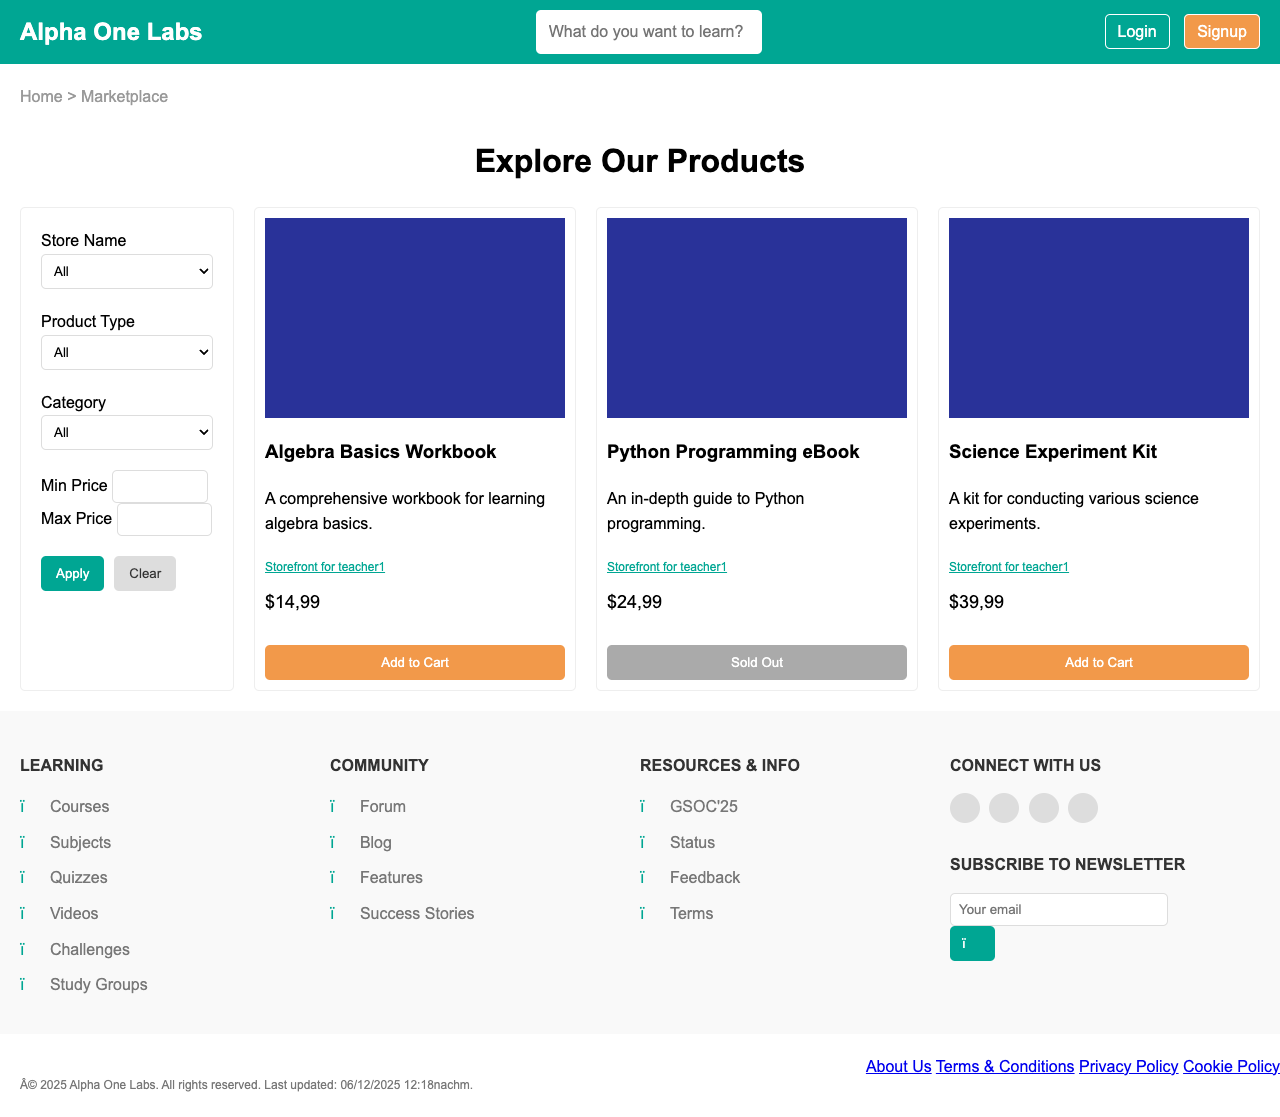 Alpha One Labs
What do you want to learn?
Login
Signup
Home > Marketplace
Explore Our Products
Store Name
All
Product Type
All
Category
All
Min Price
Max Price
Apply
Clear
Algebra Basics Workbook
A comprehensive workbook for learning
algebra basics.
Storefront for teacher1
$14,99
Add to Cart
Python Programming eBook
An in-depth guide to Python
programming.
Storefront for teacher1
$24,99
Sold Out
Science Experiment Kit
A kit for conducting various science
experiments.
Storefront for teacher1
$39,99
Add to Cart
LEARNING
ï Courses
ï Subjects
ï Quizzes
ï Videos
ï Challenges
ï Study Groups
COMMUNITY
ï Forum
ï Blog
ï Features
ï Success Stories
RESOURCES & INFO
ï GSOC'25
ï Status
ï Feedback
ï Terms
CONNECT WITH US
SUBSCRIBE TO NEWSLETTER
Your email
ï
About Us Terms & Conditions Privacy Policy Cookie Policy
Â© 2025 Alpha One Labs. All rights reserved. Last updated: 06/12/2025 12:18nachm.